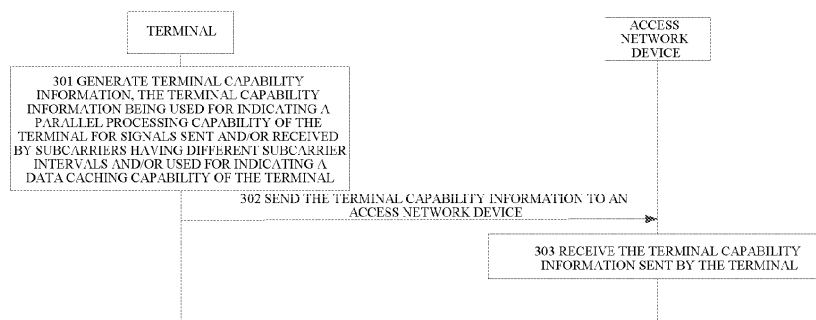 TERMINAL
ACCESS
NETWORK
DEVICE
301 GENERATE TERMINAL CAPABILITY
INFORMATION, THE TERMINAL CAPABILITY
INFORMATION BEING USED FOR INDICATING A
PARALLEL PROCESSING CAPABILITY OF THE
TERMINAL FOR SIGNALS SENT AND/OR RECEIVED
BY SUBCARRIERS HAVING DIFFERENT SUBCARRIER
INTERVALS AND/OR USED FOR INDICATING A
DATA CACHING CAPABILITY OF THE TERMINAL
302 SEND THE TERMINAL CAPABILITY INFORMATION TO AN
ACCESS NETWORK DEVICE
303 RECEIVE THE TERMINAL CAPABILITY
INFORMATION SENT BY THE TERMINAL